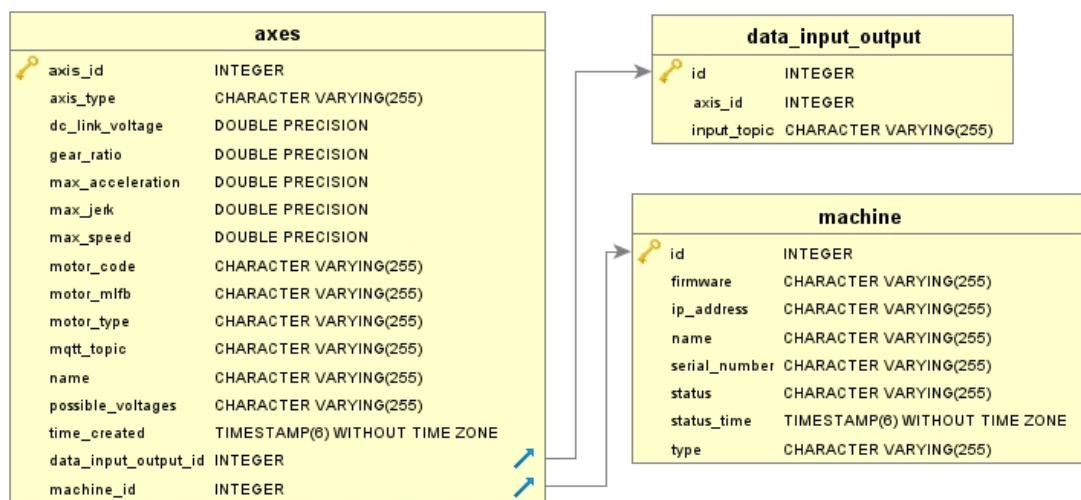 axes
axis_id INTEGER
axis_type CHARACTER VARYING(255)
dc_link_voltage DOUBLE PRECISION
gear_ratio DOUBLE PRECISION
max_acceleration DOUBLE PRECISION
max_jerk DOUBLE PRECISION
max_speed DOUBLE PRECISION
motor_code CHARACTER VARYING(255)
motor_mlfb CHARACTER VARYING(255)
motor_type CHARACTER VARYING(255)
mqtt_topic CHARACTER VARYING(255)
name CHARACTER VARYING(255)
possible_voltages CHARACTER VARYING(255)
time_created TIMESTAMP(6) WITHOUT TIME ZONE
data_input_output_id INTEGER
machine_id INTEGER
data_input_output
id INTEGER
axis_id INTEGER
input_topic CHARACTER VARYING(255)
machine
id INTEGER
firmware CHARACTER VARYING(255)
ip_address CHARACTER VARYING(255)
name CHARACTER VARYING(255)
serial_number CHARACTER VARYING(255)
status CHARACTER VARYING(255)
status_time TIMESTAMP(6) WITHOUT TIME ZONE
type CHARACTER VARYING(255)